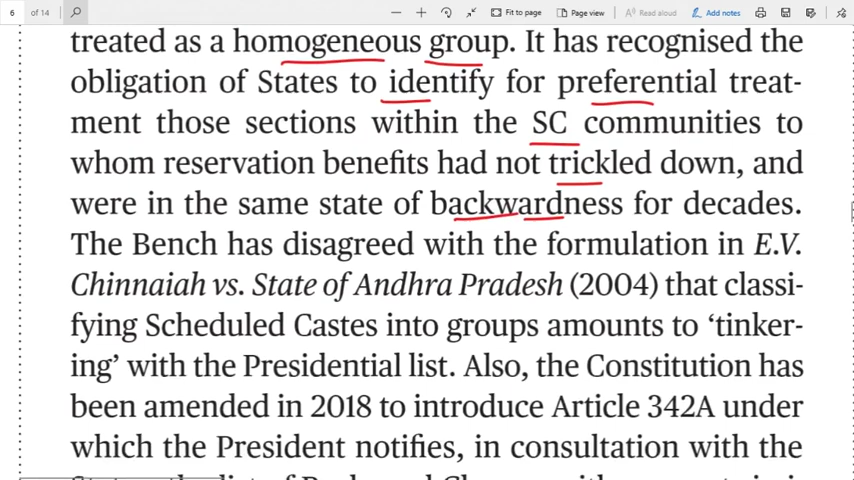 6 of 14 Fit to page Page view Read aloud Add notes
treated as a homogeneous group. It has recognised the
obligation of States to identify for preferential treat-
ment those sections within the SC communities to
whom reservation benefits had not trickled down, and
were in the same state of backwardness for decades.
The Bench has disagreed with the formulation in E.V.
Chinnaiah vs. State of Andhra Pradesh (2004) that classi-
fying Scheduled Castes into groups amounts to ‘tinker-
ing’ with the Presidential list. Also, the Constitution has
been amended in 2018 to introduce Article 342A under
which the President notifies, in consultation with the